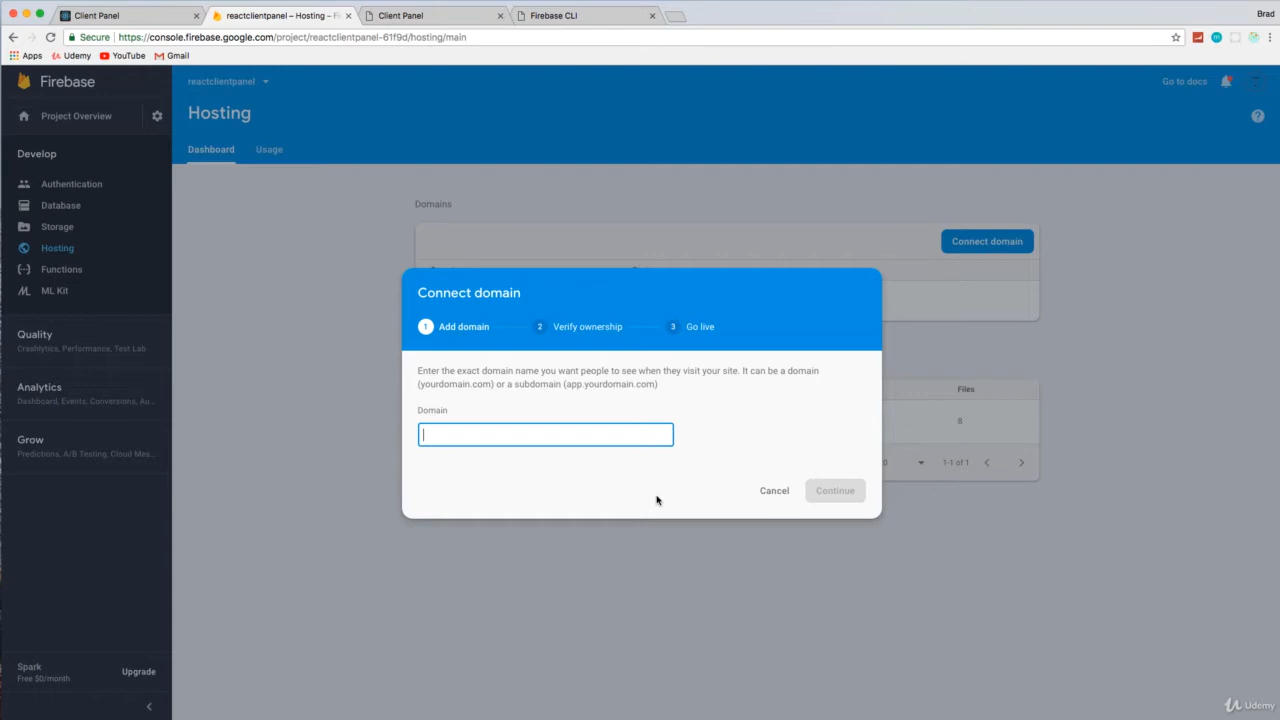 Client Panel
reactclientpanel – Hosting – Fi
Client Panel
Firebase CLI
Brad
Secure
https://console.firebase.google.com/project/reactclientpanel-61f9d/hosting/main
Apps
Udemy
YouTube
Gmail
Firebase
reactclientpanel
Go to docs
Project Overview
Hosting
Dashboard
Usage
Develop
Authentication
Database
Storage
Hosting
Functions
ML Kit
Quality
Crashlytics, Performance, Test Lab
Analytics
Dashboard, Events, Conversions, Au...
Grow
Predictions, A/B Testing, Cloud Mes...
Spark
Free $0/month
Upgrade
Domains
Connect domain
Connect domain
1 Add domain
2 Verify ownership
3 Go live
Enter the exact domain name you want people to see when they visit your site. It can be a domain
(yourdomain.com) or a subdomain (app.yourdomain.com)
Domain
Cancel
Continue
Files
8
0
1-1 of 1
Udemy